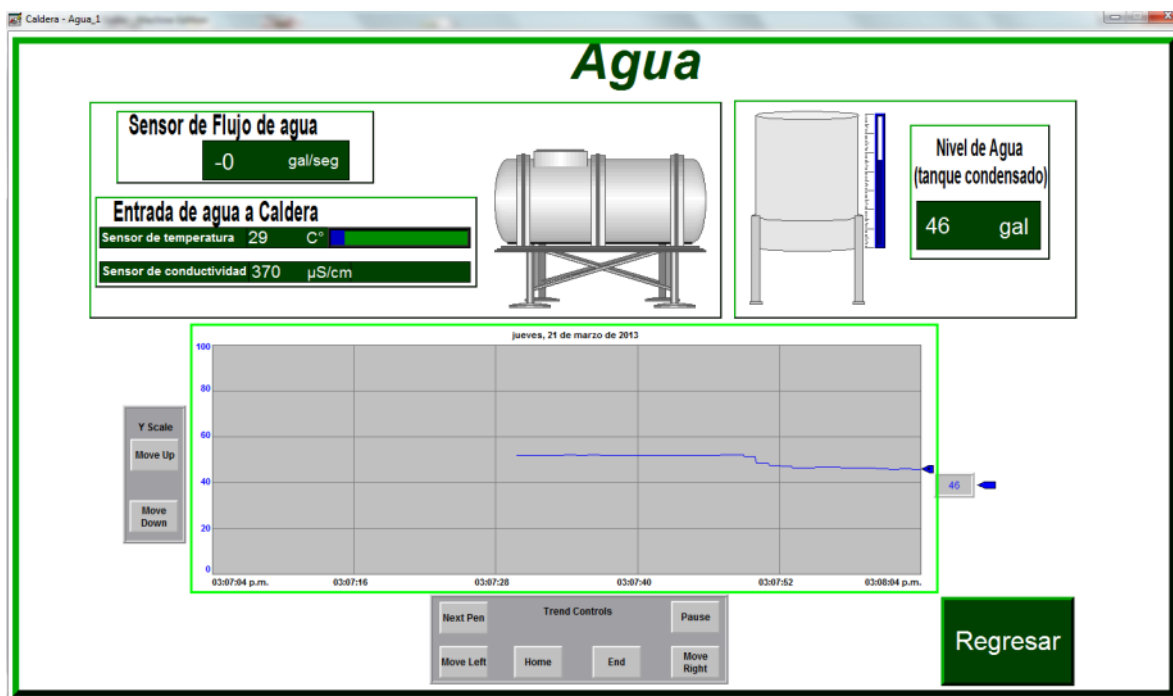 Caldera - Agua_1
Agua
Sensor de Flujo de agua
-0 gal/seg
Entrada de agua a Caldera
Sensor de temperatura 29 C°
Sensor de conductividad 370 µS/cm
Nivel de Agua
(tanque condensado)
46 gal
jueves, 21 de marzo de 2013
100
80
60
40
20
0
03:07:04 p.m. 03:07:16 03:07:28 03:07:40 03:07:52 03:08:04 p.m.
46
Y Scale
Move Up
Move
Down
Trend Controls
Next Pen
Pause
Move Left
Home
End
Move
Right
Regresar